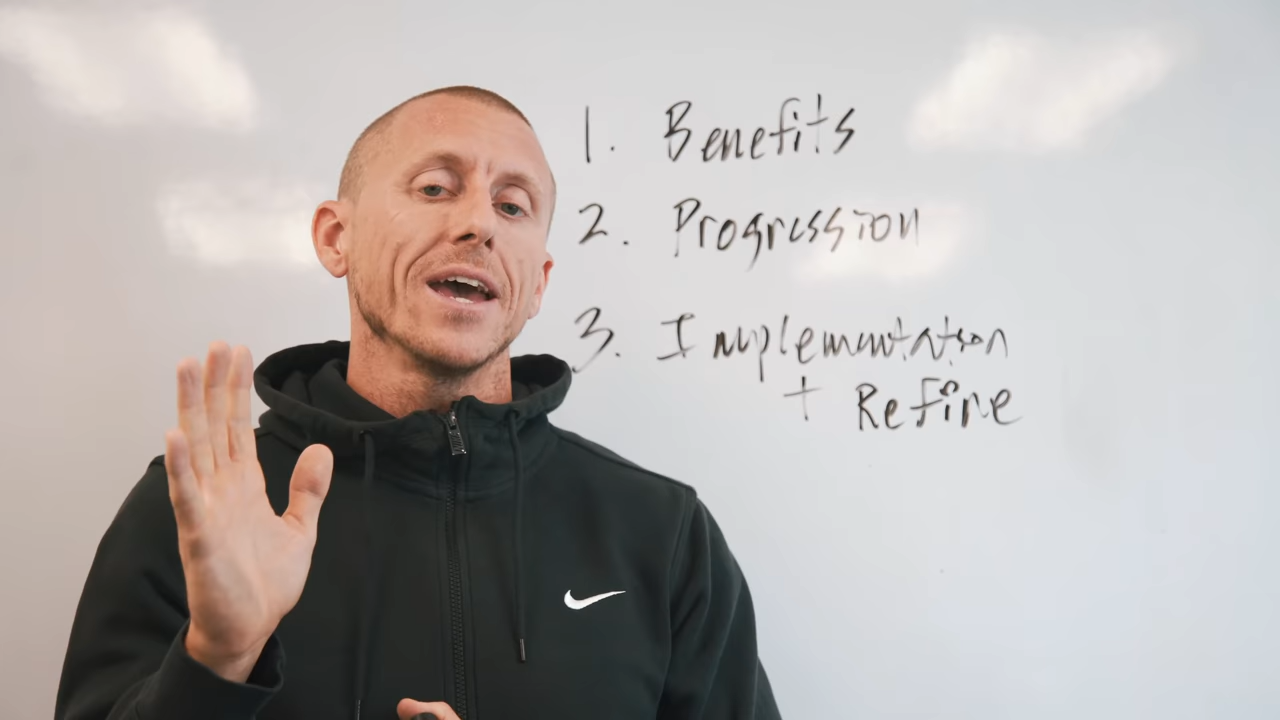 1. Benefits
2. Progression
3. Implementation
+ Refine